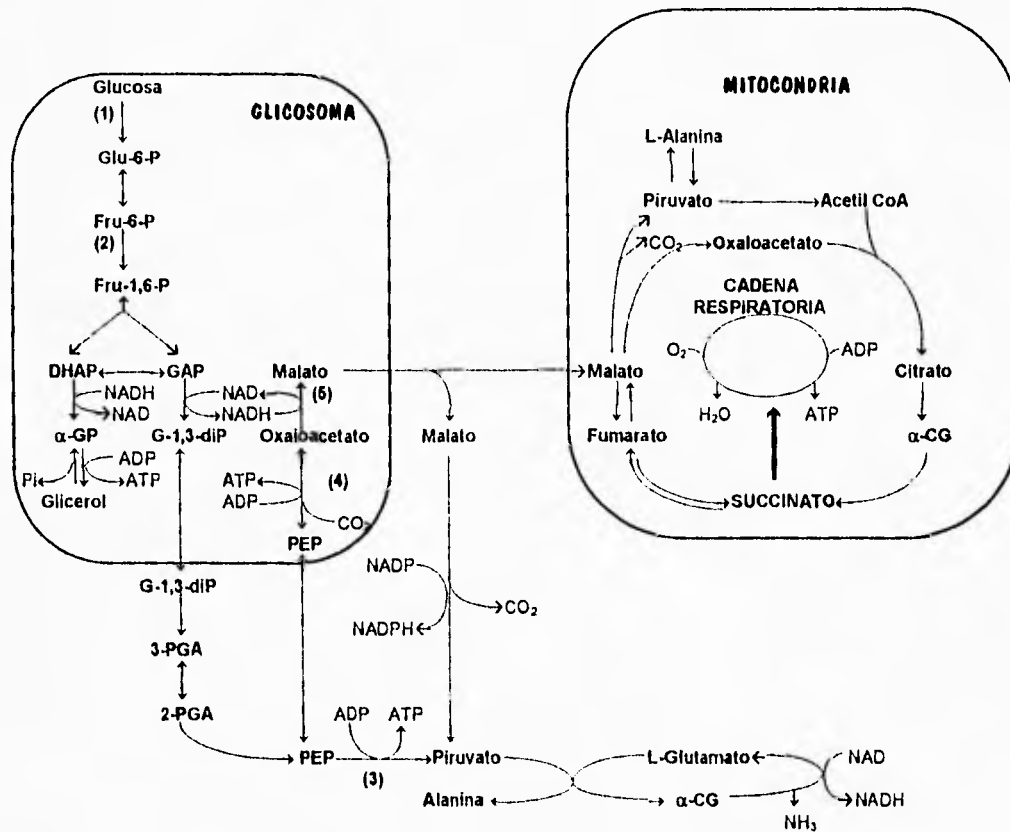 Glucosa
(1)
GLICOSOMA
Glu-6-P
Fru-6-P
(2)
Fru-1,6-P
DHAP
GAP
NADH
NAD
NAD
NADH
Malato
(5)
α-GP
G-1,3-diP
Oxaloacetato
ADP
ATP
Pi
Glicerol
ATP
ADP
(4)
CO
PEP
G-1,3-diP
3-PGA
2-PGA
PEP
ADP
ATP
(3)
Malato
NADP
NADPH
CO2
Piruvato
Alanina
L-Glutamato
α-CG
NAD
NADH
NH3
MITOCONDRIA
L-Alanina
Piruvato
Acetil CoA
CO2
Oxaloacetato
CADENA
RESPIRATORIA
O2
ADP
H2O
ATP
Malato
Citrato
Fumarato
α-CG
SUCCINATO